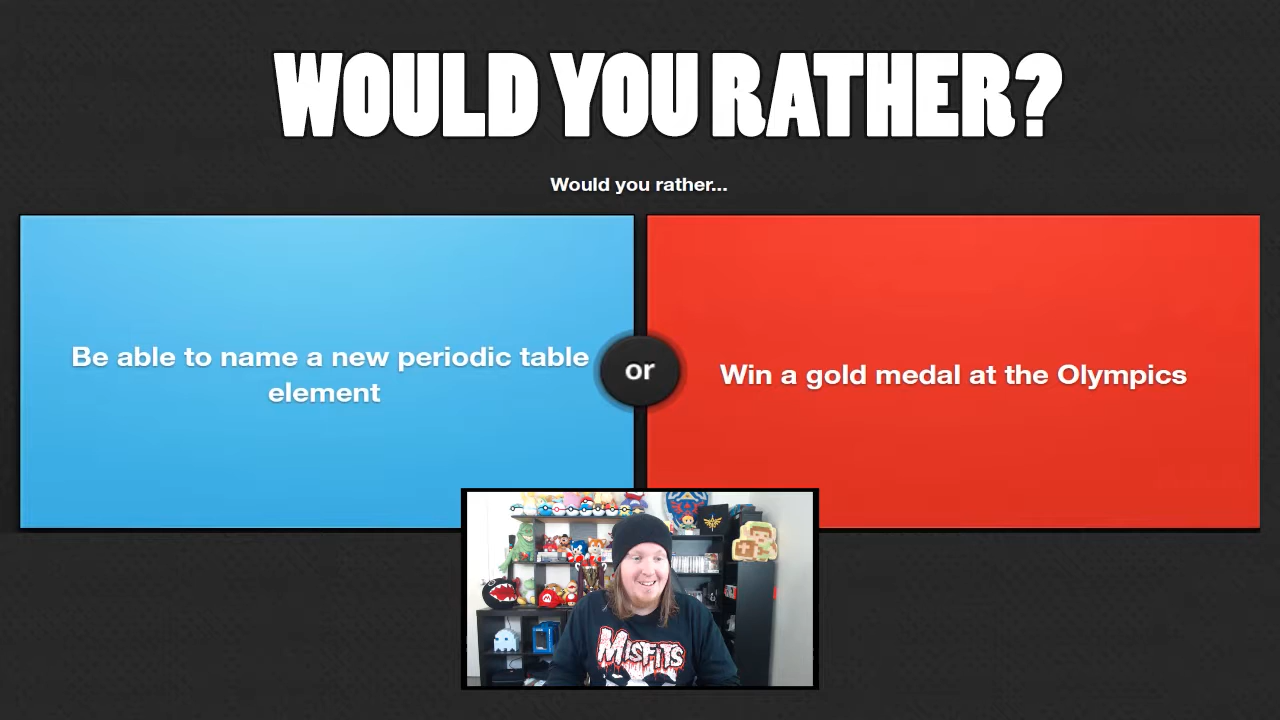 WOULD YOU RATHER?
Would you rather...
Be able to name a new periodic table
element
or
Win a gold medal at the Olympics
MISFITS